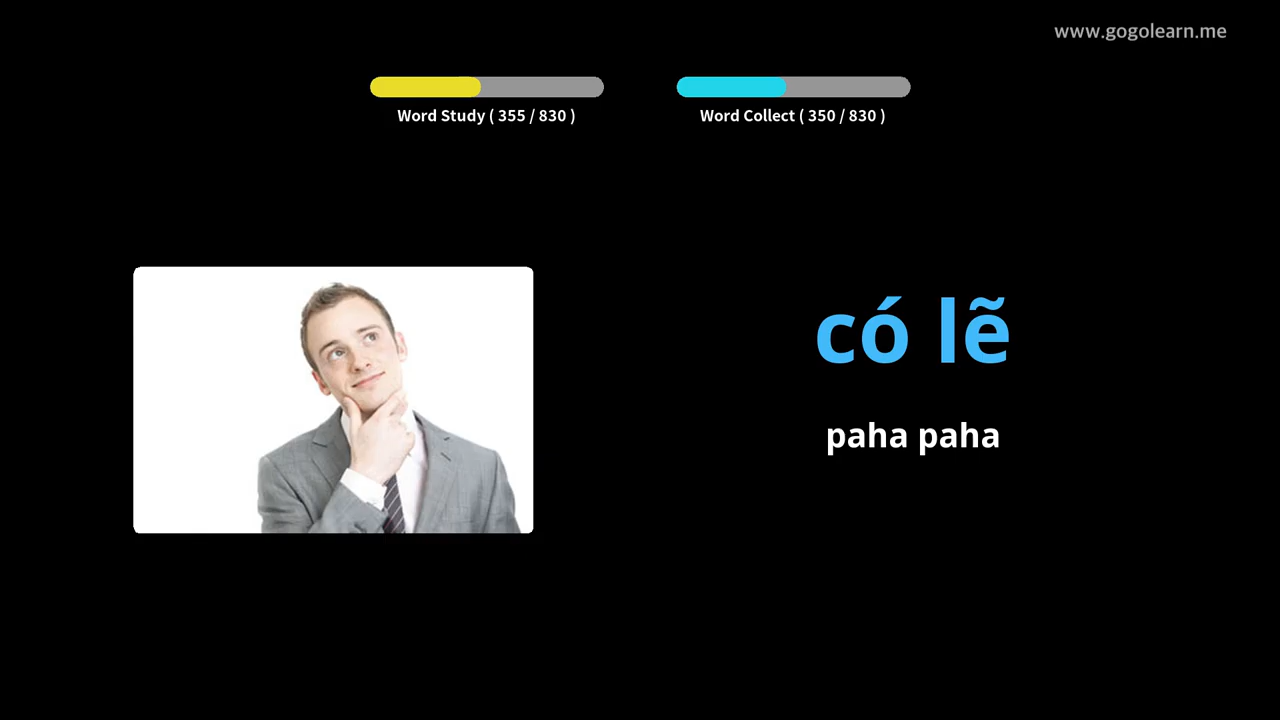 www.gogolearn.me
Word Study ( 355 / 830 )
Word Collect ( 350 / 830 )
có lẽ
paha paha